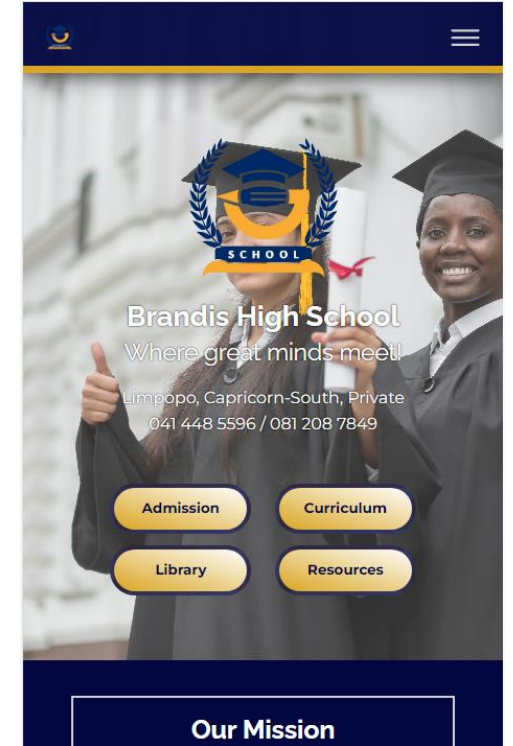 SCHOOL
Brandis High School
Where great minds meet!
Limpopo, Capricorn-South, Private
041 448 5596 / 081 208 7849
Admission
Curriculum
Library
Resources
Our Mission